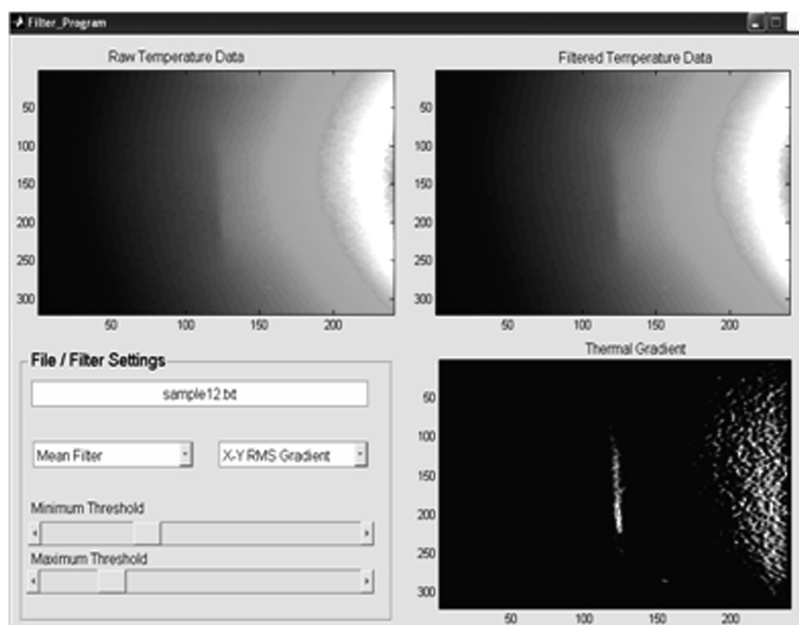 Filter_Program
Raw Temperature Data
50
100
150
200
250
300
50 100 150 200
Filtered Temperature Data
50
100
150
200
250
300
50 100 150 200
File / Filter Settings
sample12.txt
Mean Filter
X-Y RMS Gradient
Minimum Threshold
Maximum Threshold
Thermal Gradient
50
100
150
200
250
300
50 100 150 200